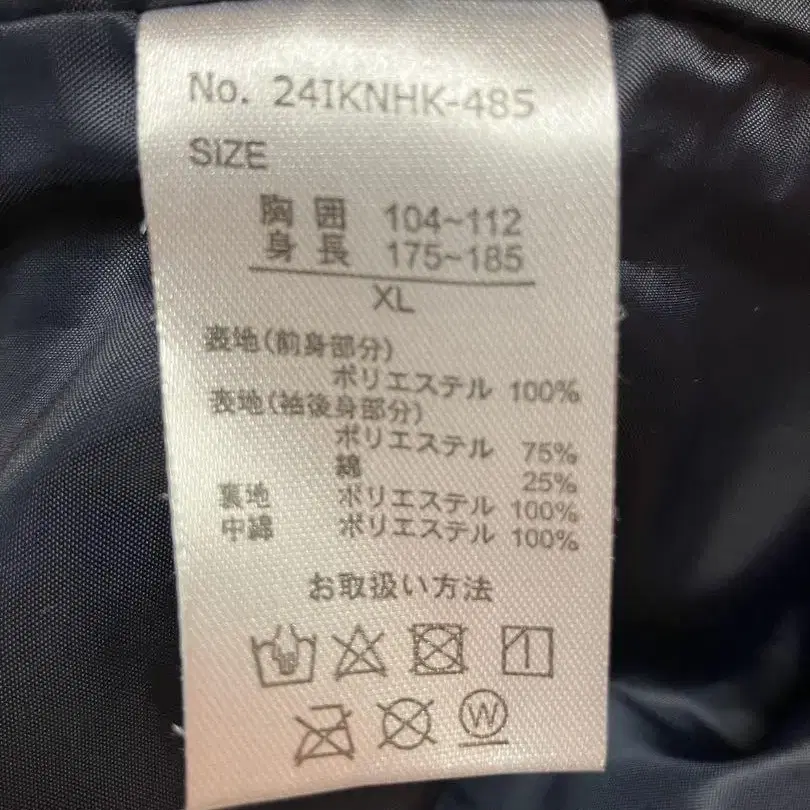 No. 24IKNHK-485
SIZE
胸囲 104~112
身長 175~185
XL
表地(前身部分)
ポリエステル 100%
表地(袖後身部分)
ポリエステル 75%
綿 25%
裏地 ポリエステル 100%
中綿 ポリエステル 100%
お取扱い方法
W